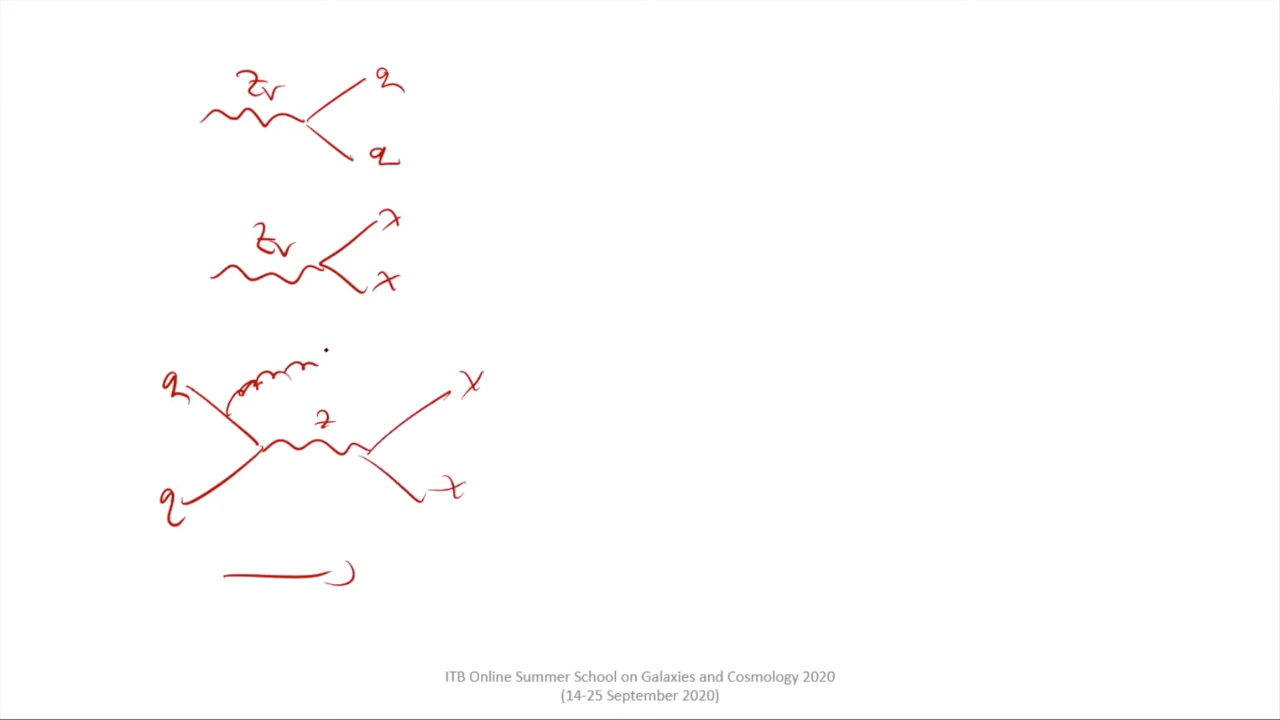 Zv
q
q
Zv
χ
χ
q
z
χ
q
χ
ITB Online Summer School on Galaxies and Cosmology 2020
(14-25 September 2020)